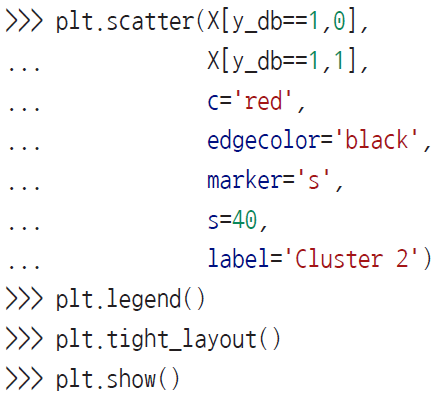 >>> plt.scatter(X[y_db==1,0],
...             X[y_db==1,1],
...             c='red',
...             edgecolor='black',
...             marker='s',
...             s=40,
...             label='Cluster 2')
>>> plt.legend()
>>> plt.tight_layout()
>>> plt.show()